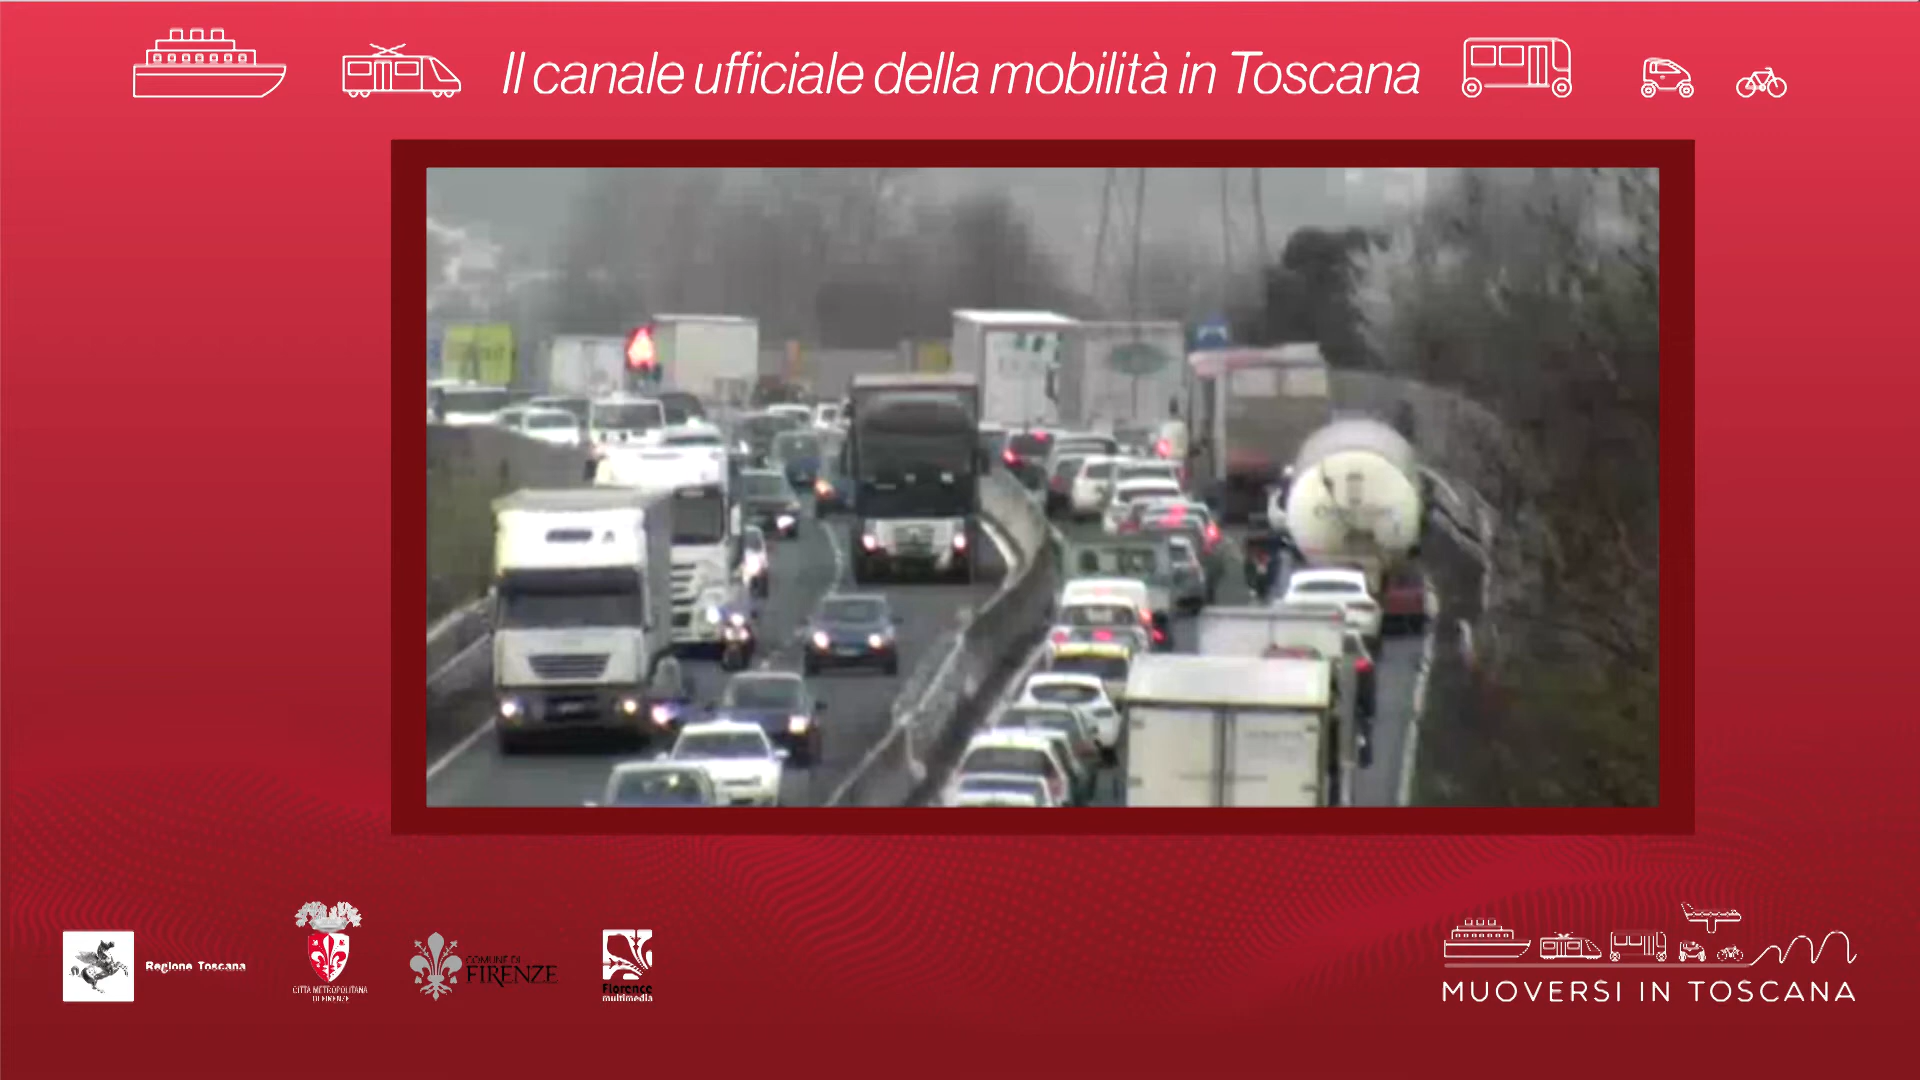 Il canale ufficiale della mobilità in Toscana
Regione Toscana
CITTÀ METROPOLITANA
DI FIRENZE
COMUNE DI
FIRENZE
Florence
multimedia
MUOVERSI IN TOSCANA